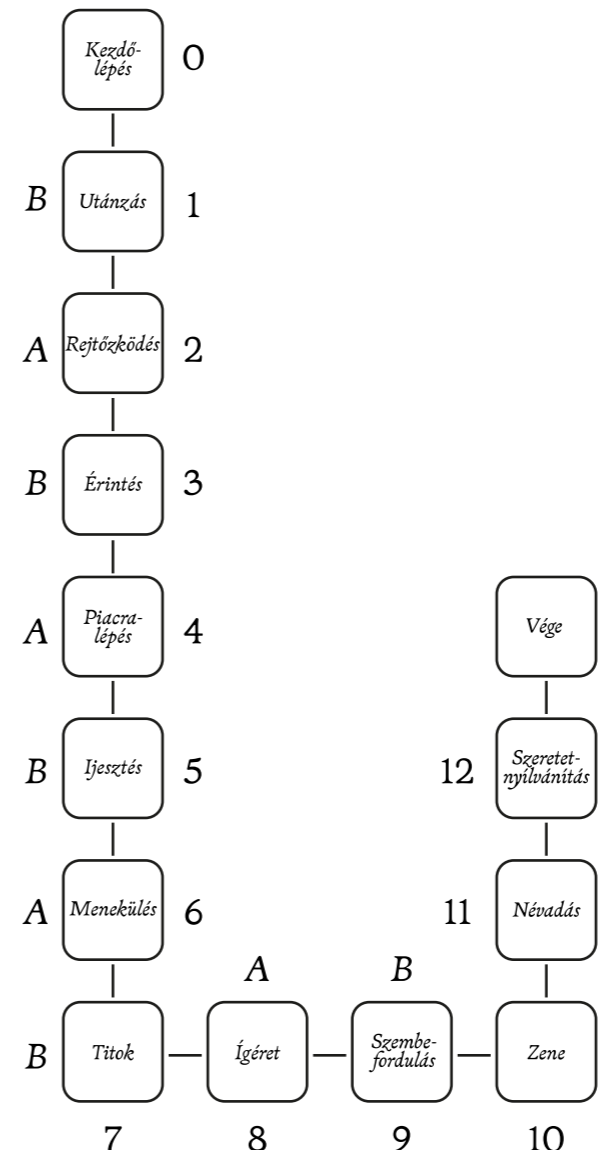 Kezdő-
lépés
0
B
Utánzás
1
A
Rejtőzködés
2
B
Érintés
3
A
Piacra-
lépés
4
Vége
B
Ijesztés
5
12
Szeretet-
nyílvánítás
A
Menekülés
6
11
Névadás
A
B
B
Titok
Ígéret
Szembe-
fordulás
Zene
7
8
9
10